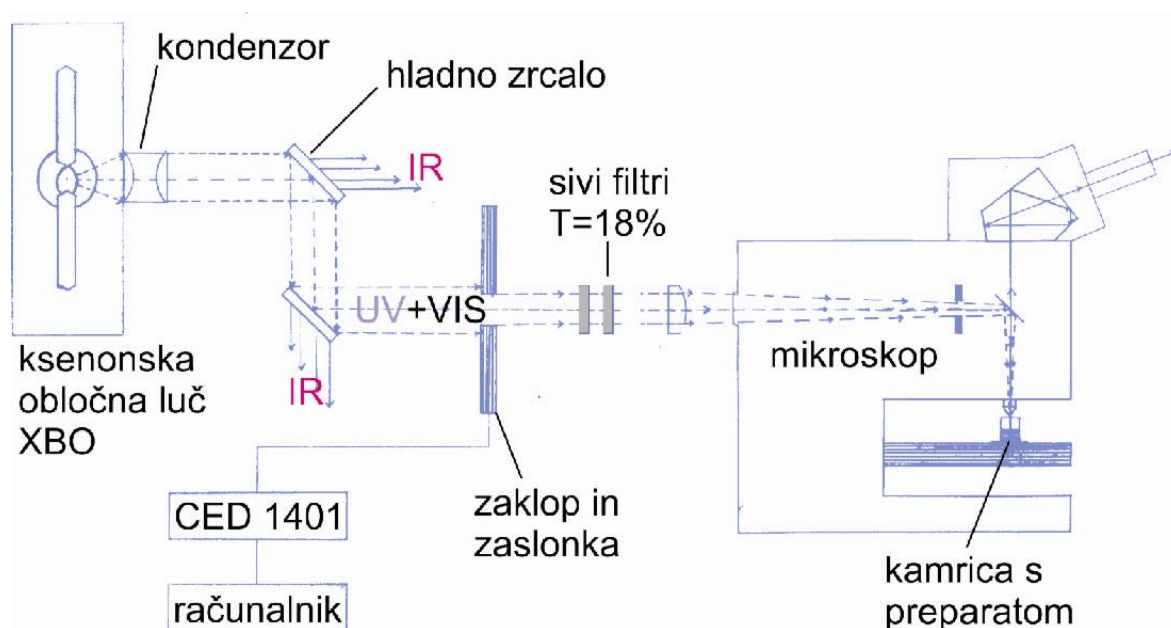 kondenzor
hladno zrcalo
IR
sivi filtri
T=18%
UV+VIS
mikroskop
ksenonska
obločna luč
XBO
IR
CED 1401
računalnik
zaklop in
zaslonka
kamrica s
preparatom